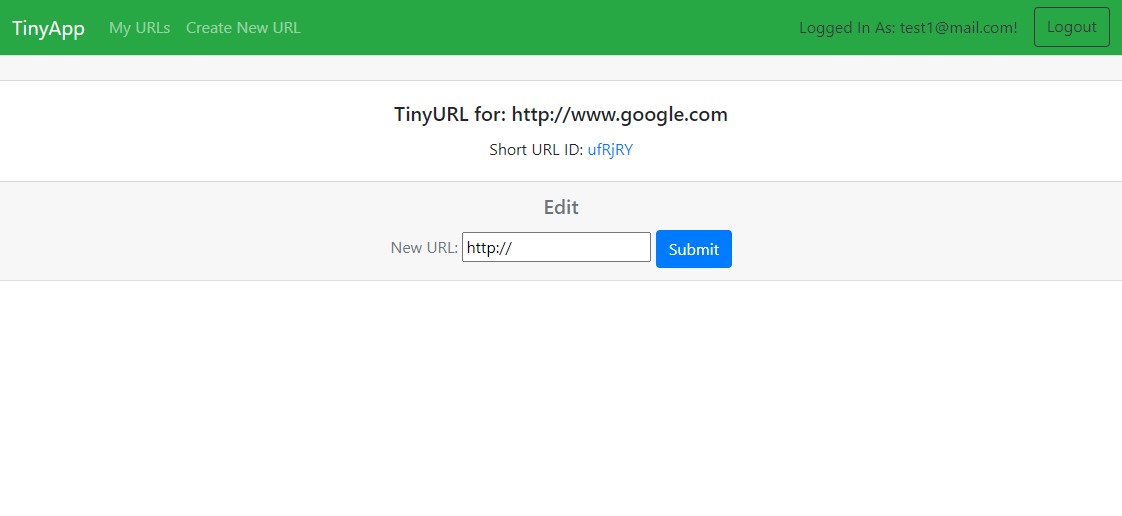 TinyApp My URLs Create New URL Logged In As: test1@mail.com! Logout
TinyURL for: http://www.google.com
Short URL ID: ufRjRY
Edit
New URL: http:// Submit